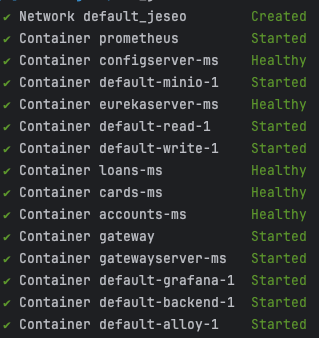 ✔ Network default_jeseo Created
✔ Container prometheus Started
✔ Container configserver-ms Healthy
✔ Container default-minio-1 Started
✔ Container eurekaserver-ms Healthy
✔ Container default-read-1 Started
✔ Container default-write-1 Started
✔ Container loans-ms Healthy
✔ Container cards-ms Healthy
✔ Container accounts-ms Healthy
✔ Container gateway Started
✔ Container gatewayserver-ms Started
✔ Container default-grafana-1 Started
✔ Container default-backend-1 Started
✔ Container default-alloy-1 Started